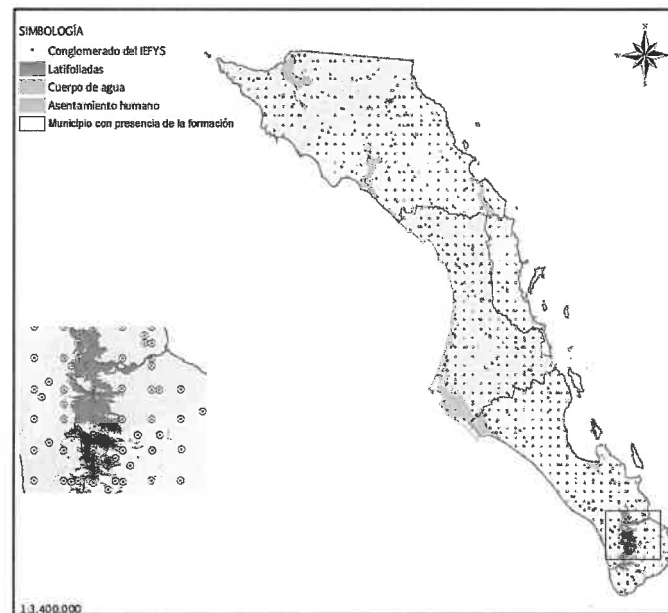 SIMBOLOGÍA
Conglomerado del IEFYS
Latifoliadas
Cuerpo de agua
Asentamiento humano
Municipio con presencia de la formación
N
S
1:3,400,000